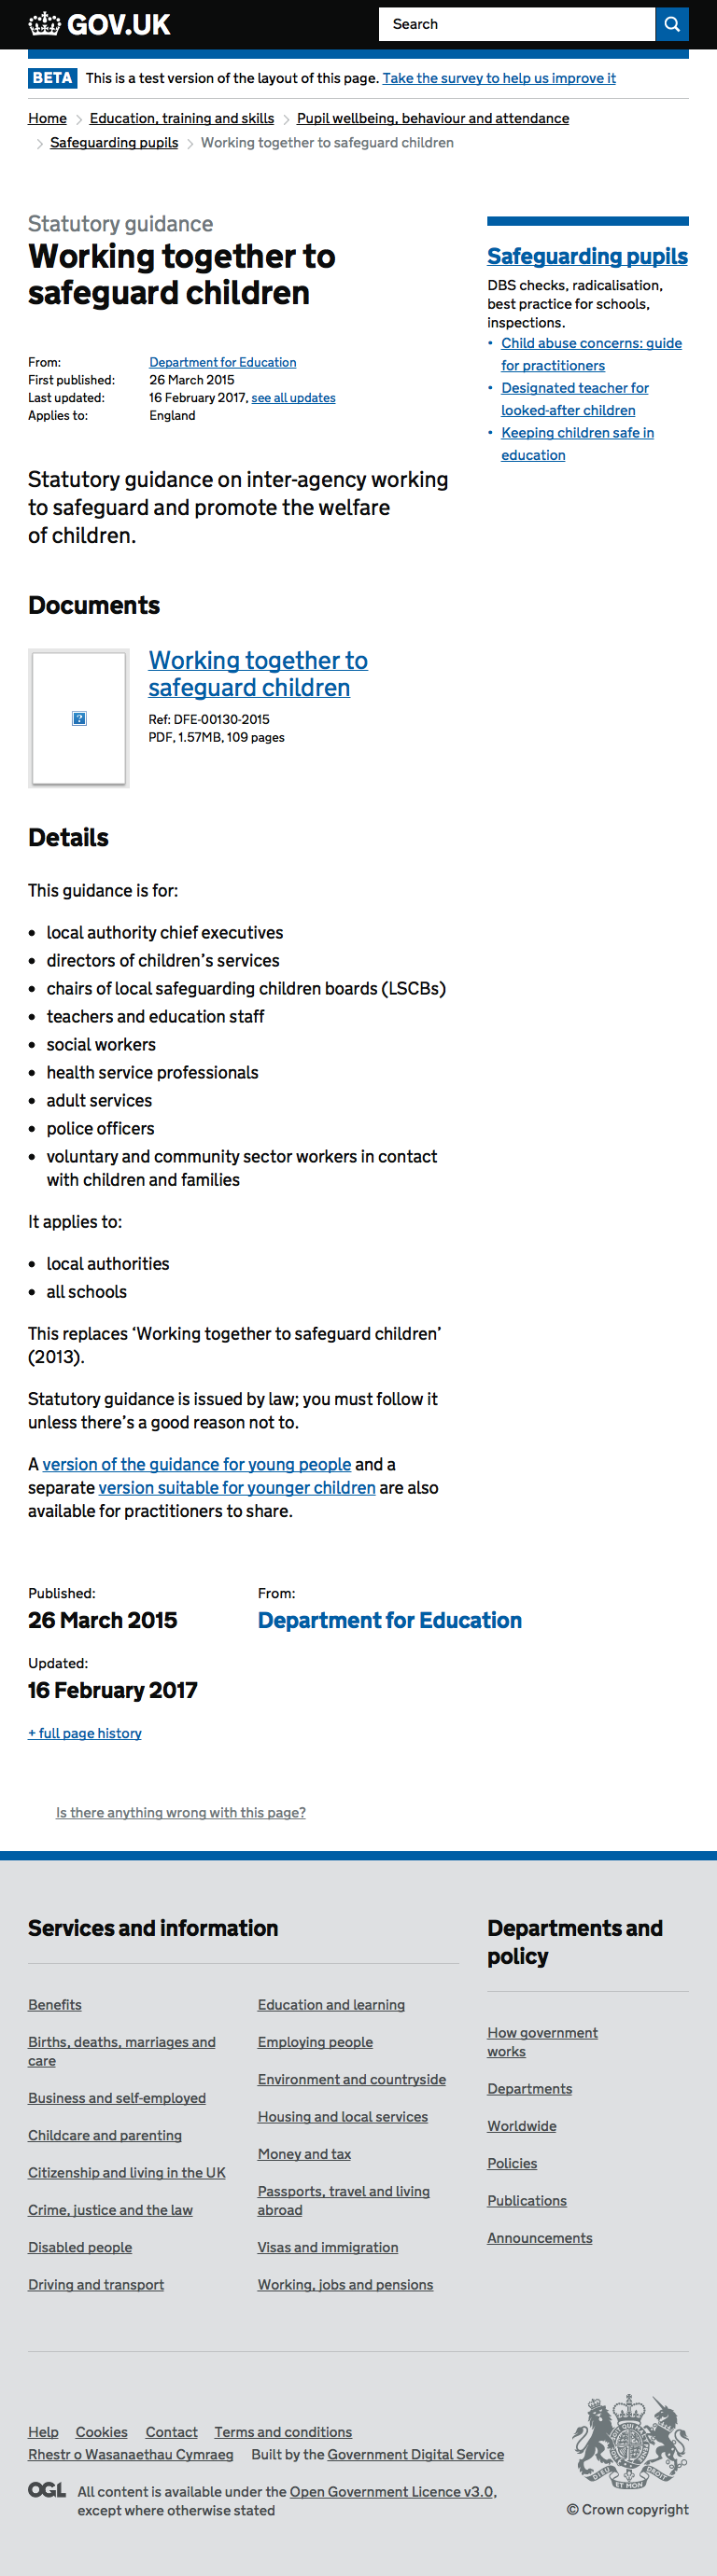 GOV.UK
Search
BETA This is a test version of the layout of this page. Take the survey to help us improve it
Home > Education, training and skills > Pupil wellbeing, behaviour and attendance
> Safeguarding pupils > Working together to safeguard children
Statutory guidance
Working together to
safeguard children
From: Department for Education
First published: 26 March 2015
Last updated: 16 February 2017, see all updates
Applies to: England
Safeguarding pupils
DBS checks, radicalisation,
best practice for schools,
inspections.
• Child abuse concerns: guide
for practitioners
• Designated teacher for
looked-after children
• Keeping children safe in
education
Statutory guidance on inter-agency working
to safeguard and promote the welfare
of children.
Documents
Working together to
safeguard children
Ref: DFE-00130-2015
PDF, 1.57MB, 109 pages
Details
This guidance is for:
• local authority chief executives
• directors of children’s services
• chairs of local safeguarding children boards (LSCBs)
• teachers and education staff
• social workers
• health service professionals
• adult services
• police officers
• voluntary and community sector workers in contact
with children and families
It applies to:
• local authorities
• all schools
This replaces ‘Working together to safeguard children’
(2013).
Statutory guidance is issued by law; you must follow it
unless there’s a good reason not to.
A version of the guidance for young people and a
separate version suitable for younger children are also
available for practitioners to share.
Published:
26 March 2015
From:
Department for Education
Updated:
16 February 2017
+ full page history
Is there anything wrong with this page?
Services and information
Benefits
Births, deaths, marriages and
care
Business and self-employed
Childcare and parenting
Citizenship and living in the UK
Crime, justice and the law
Disabled people
Driving and transport
Education and learning
Employing people
Environment and countryside
Housing and local services
Money and tax
Passports, travel and living
abroad
Visas and immigration
Working, jobs and pensions
Departments and
policy
How government
works
Departments
Worldwide
Policies
Publications
Announcements
Help Cookies Contact Terms and conditions
Rhestr o Wasanaethau Cymraeg Built by the Government Digital Service
OGL All content is available under the Open Government Licence v3.0,
except where otherwise stated
DIEU ET MON DROIT
© Crown copyright